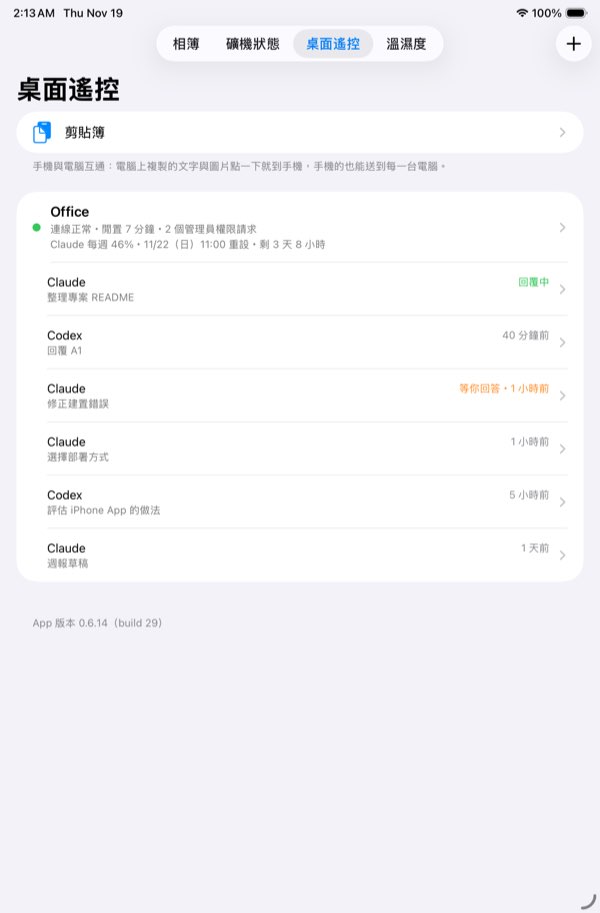 2:13 AM Thu Nov 19 100%
相簿 礦機狀態 桌面遙控 溫濕度
桌面遙控
剪貼簿
手機與電腦互通：電腦上複製的文字與圖片點一下就到手機，手機的也能送到每一台電腦。
Office
連線正常・閒置 7 分鐘・2 個管理員權限請求
Claude 每週 46%・11/22（日）11:00 重設・剩 3 天 8 小時
Claude 回覆中
整理專案 README
Codex 40 分鐘前
回覆 A1
Claude 等你回答・1 小時前
修正建置錯誤
Claude 1 小時前
選擇部署方式
Codex 5 小時前
評估 iPhone App 的做法
Claude 1 天前
週報草稿
App 版本 0.6.14（build 29）